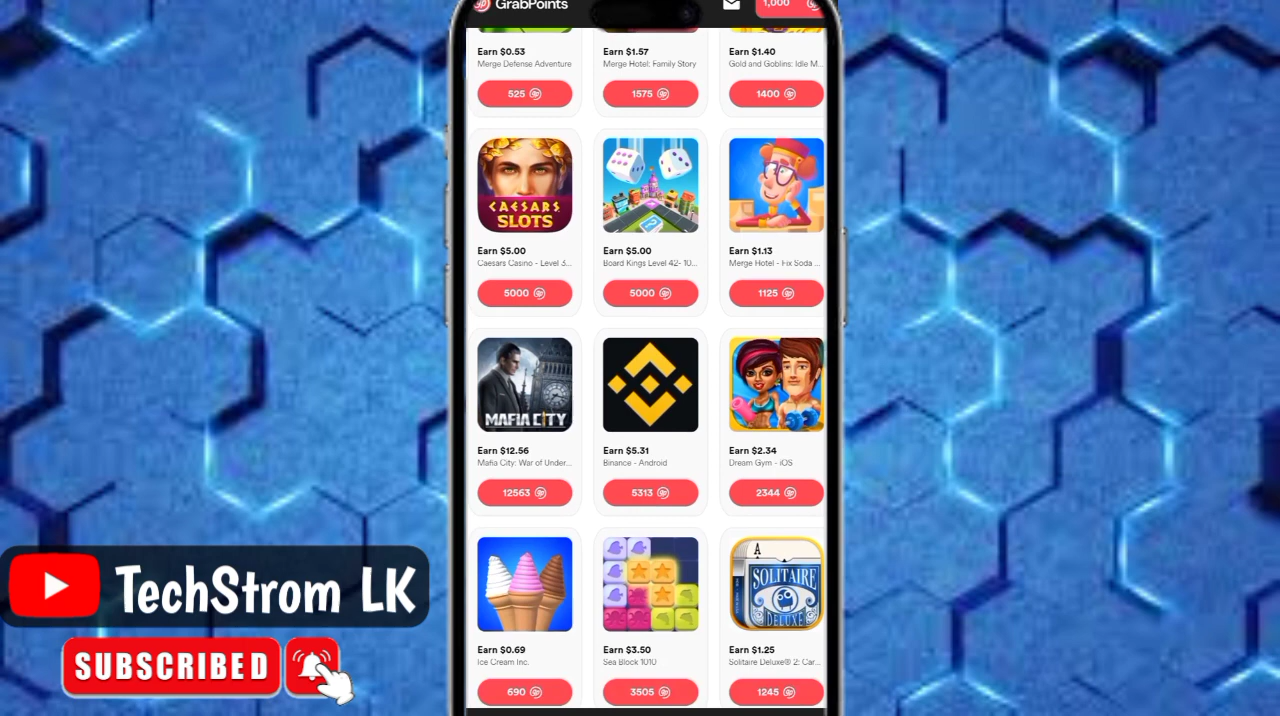 GrabPoints
1,000
Earn $0.53
Merge Defense Adventure
525
Earn $1.57
Merge Hotel: Family Story
1575
Earn $1.40
Gold and Goblins: Idle M...
1400
CAESARS
SLOTS
Earn $5.00
Caesars Casino - Level 3...
5000
Earn $5.00
Board Kings Level 42- 10...
5000
Earn $1.13
Merge Hotel - Fix Soda ...
1125
MAFIA CITY
Earn $12.56
Mafia City: War of Under...
12563
Earn $5.31
Binance - Android
5313
Earn $2.34
Dream Gym - iOS
2344
Earn $0.69
Ice Cream Inc.
690
Earn $3.50
Sea Block 1010
3505
A
SOLITAIRE
DELUXE
Earn $1.25
Solitaire Deluxe® 2: Car...
1245
TechStrom LK
SUBSCRIBED